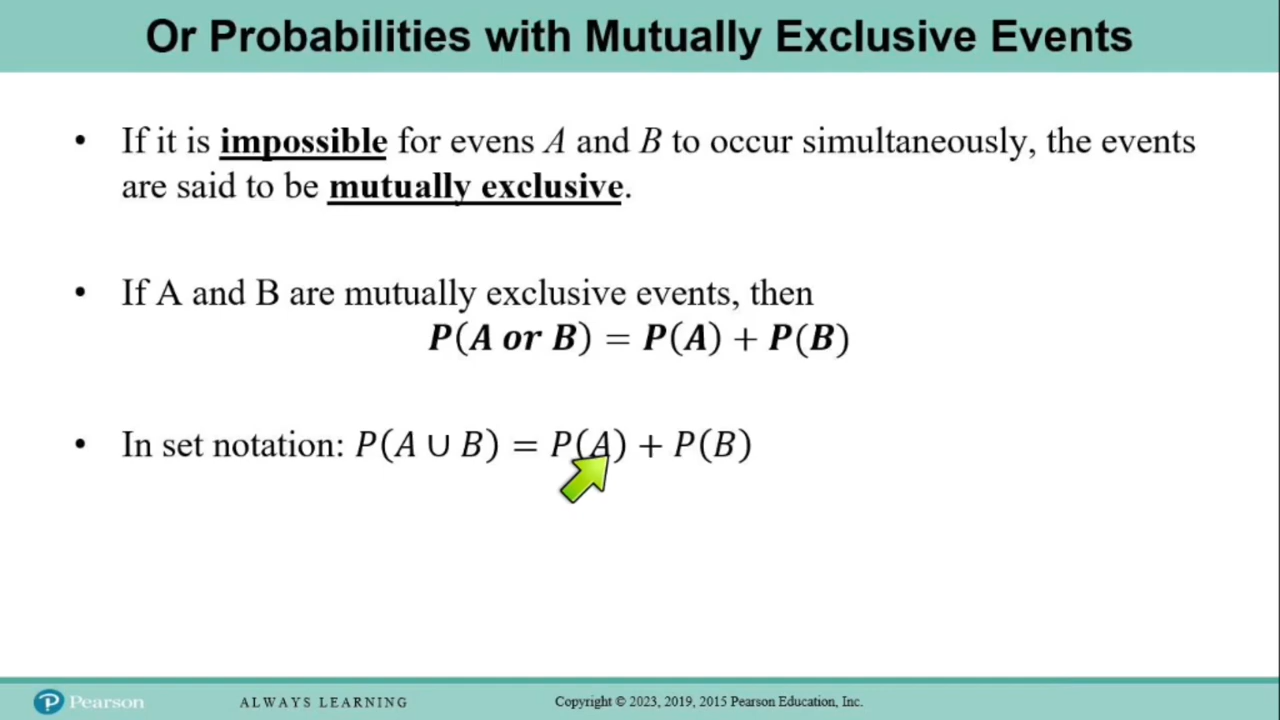 Or Probabilities with Mutually Exclusive Events
• If it is impossible for evens A and B to occur simultaneously, the events
are said to be mutually exclusive.
• If A and B are mutually exclusive events, then
P(A or B) = P(A) + P(B)
• In set notation: P(A ∪ B) = P(A) + P(B)
P Pearson ALWAYS LEARNING Copyright © 2023, 2019, 2015 Pearson Education, Inc.